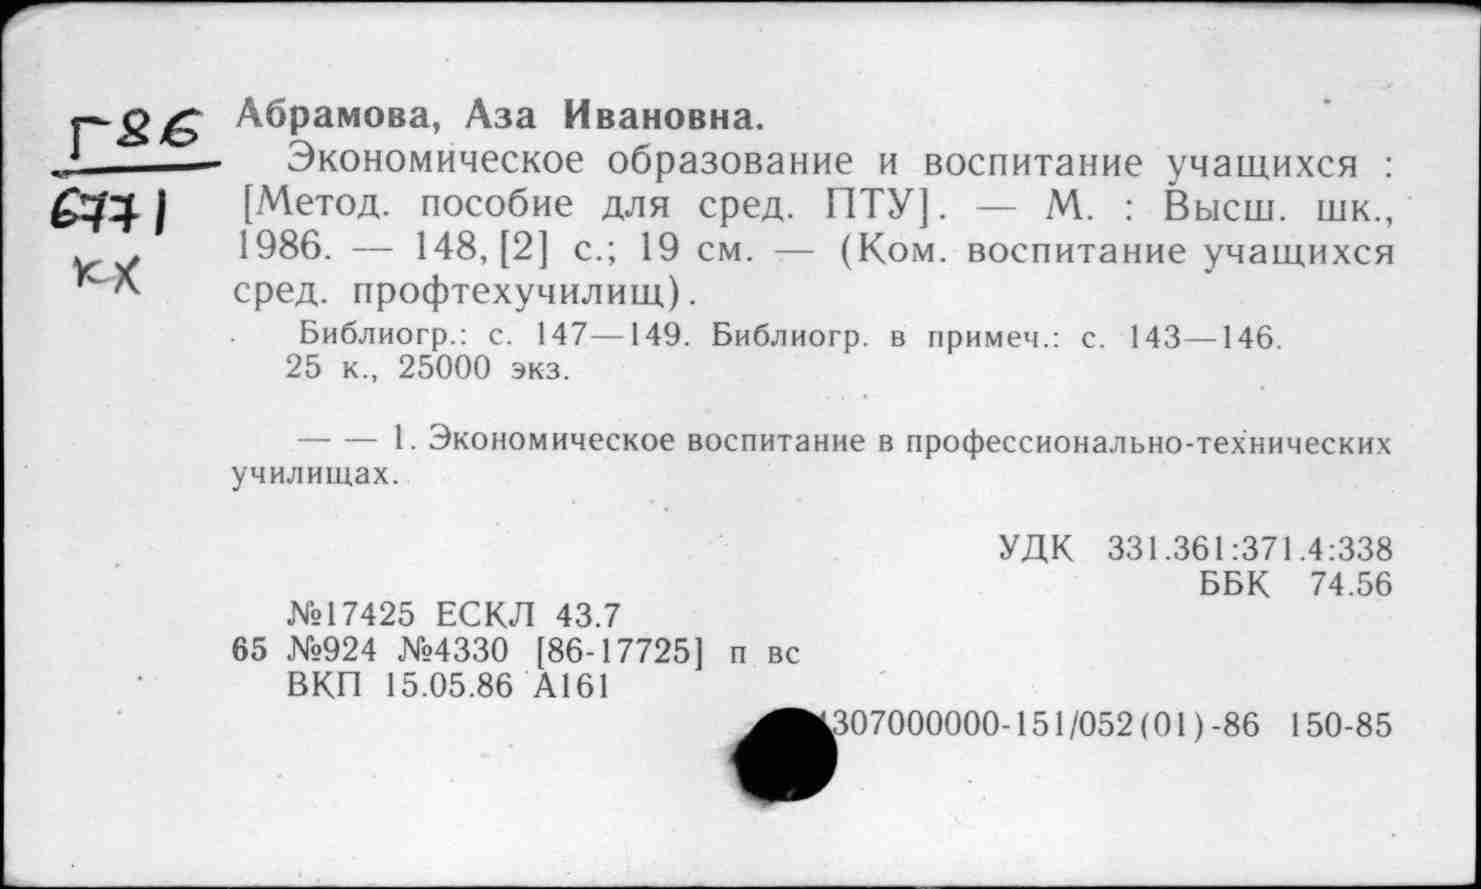 Г86
6771
КХ
Абрамова, Аза Ивановна.
Экономическое образование и воспитание учащихся :
[Метод. пособие для сред. ПТУ]. — М. : Высш. шк.,
1986. — 148, [2] с.; 19 см. — (Ком. воспитание учащихся
сред. профтехучилищ).
Библиогр.: с. 147—149. Библиогр. в примеч.: с. 143—146.
25 к., 25000 экз.
— — 1. Экономическое воспитание в профессионально-технических
училищах.
УДК 331.361:371.4:338
ББК 74.56
№17425 ЕСКЛ 43.7
65 №924 №4330 [86-17725] п вс
ВКП 15.05.86 А161
307000000-151/052(01)-86 150-85